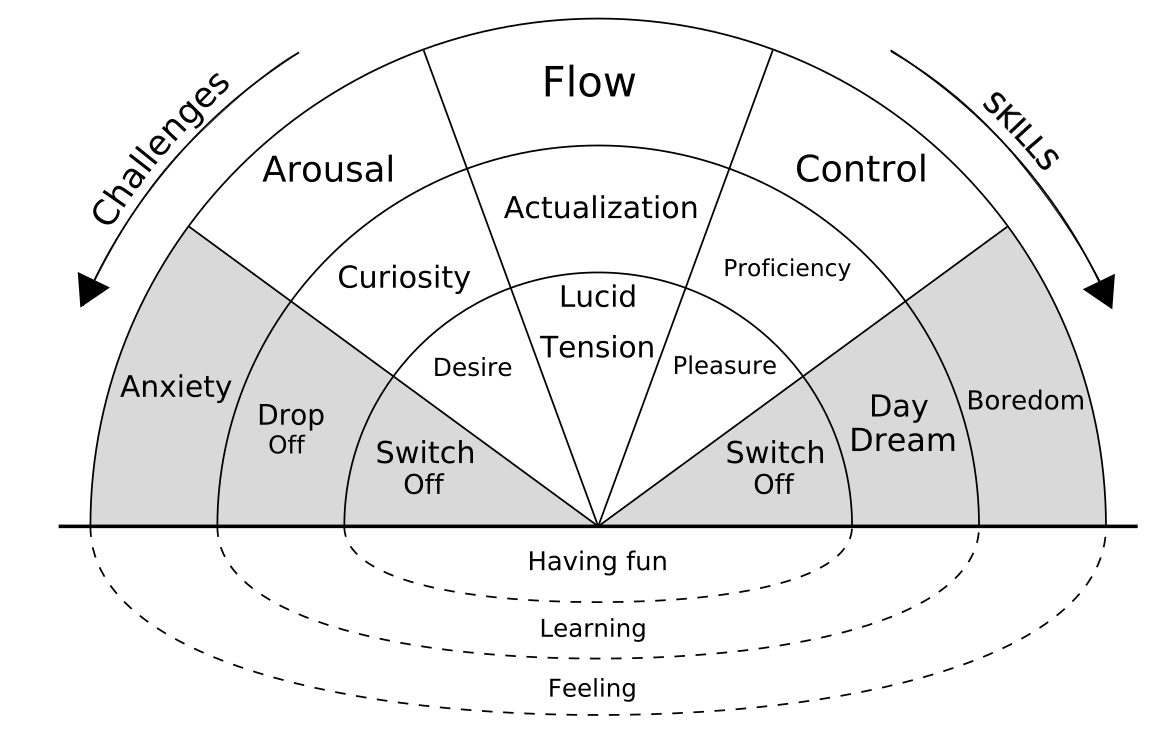 Flow
Challenges
SKILLS
Arousal
Control
Actualization
Curiosity
Proficiency
Lucid
Tension
Desire
Pleasure
Anxiety
Drop
Off
Switch
Off
Switch
Off
Day
Dream
Boredom
Having fun
Learning
Feeling